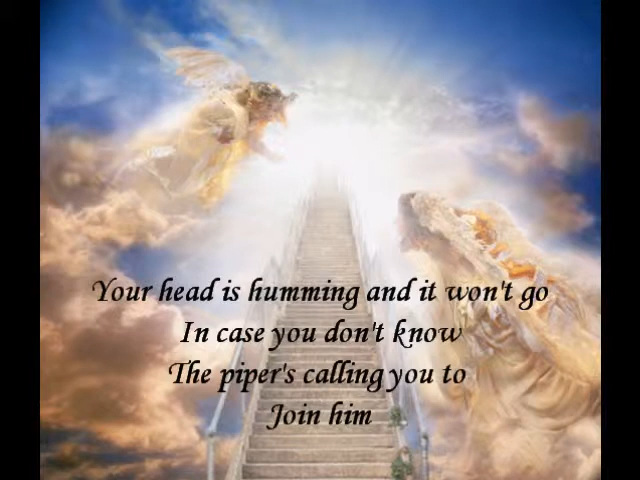 Your head is humming and it won't go
In case you don't know
The piper's calling you to
Join him